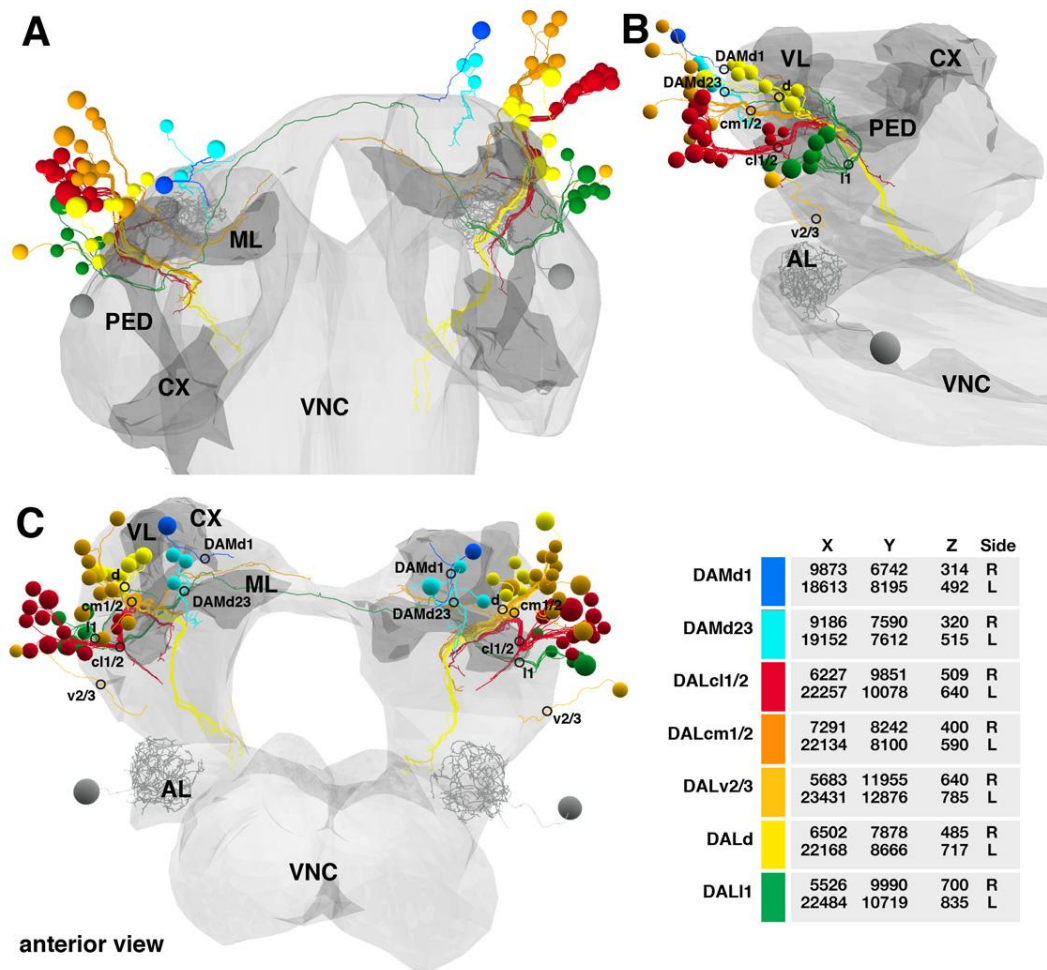 A
ML
PED
CX
VNC
B
VL
CX
DAMd1
DAMd23
d
cm1/2
PED
cl1/2
l1
v2/3
AL
VNC
C
VL
CX
DAMd1
d
ML
cm1/2
DAMd23
l1
cl1/2
v2/3
DAMd1
d
cm1/2
DAMd23
cl1/2
l1
v2/3
AL
VNC
anterior view
X Y Z Side
DAMd1 9873 6742 314 R
18613 8195 492 L
DAMd23 9186 7590 320 R
19152 7612 515 L
DALcl1/2 6227 9851 509 R
22257 10078 640 L
DALcm1/2 7291 8242 400 R
22134 8100 590 L
DALv2/3 5683 11955 640 R
23431 12876 785 L
DALd 6502 7878 485 R
22168 8666 717 L
DALl1 5526 9990 700 R
22484 10719 835 L